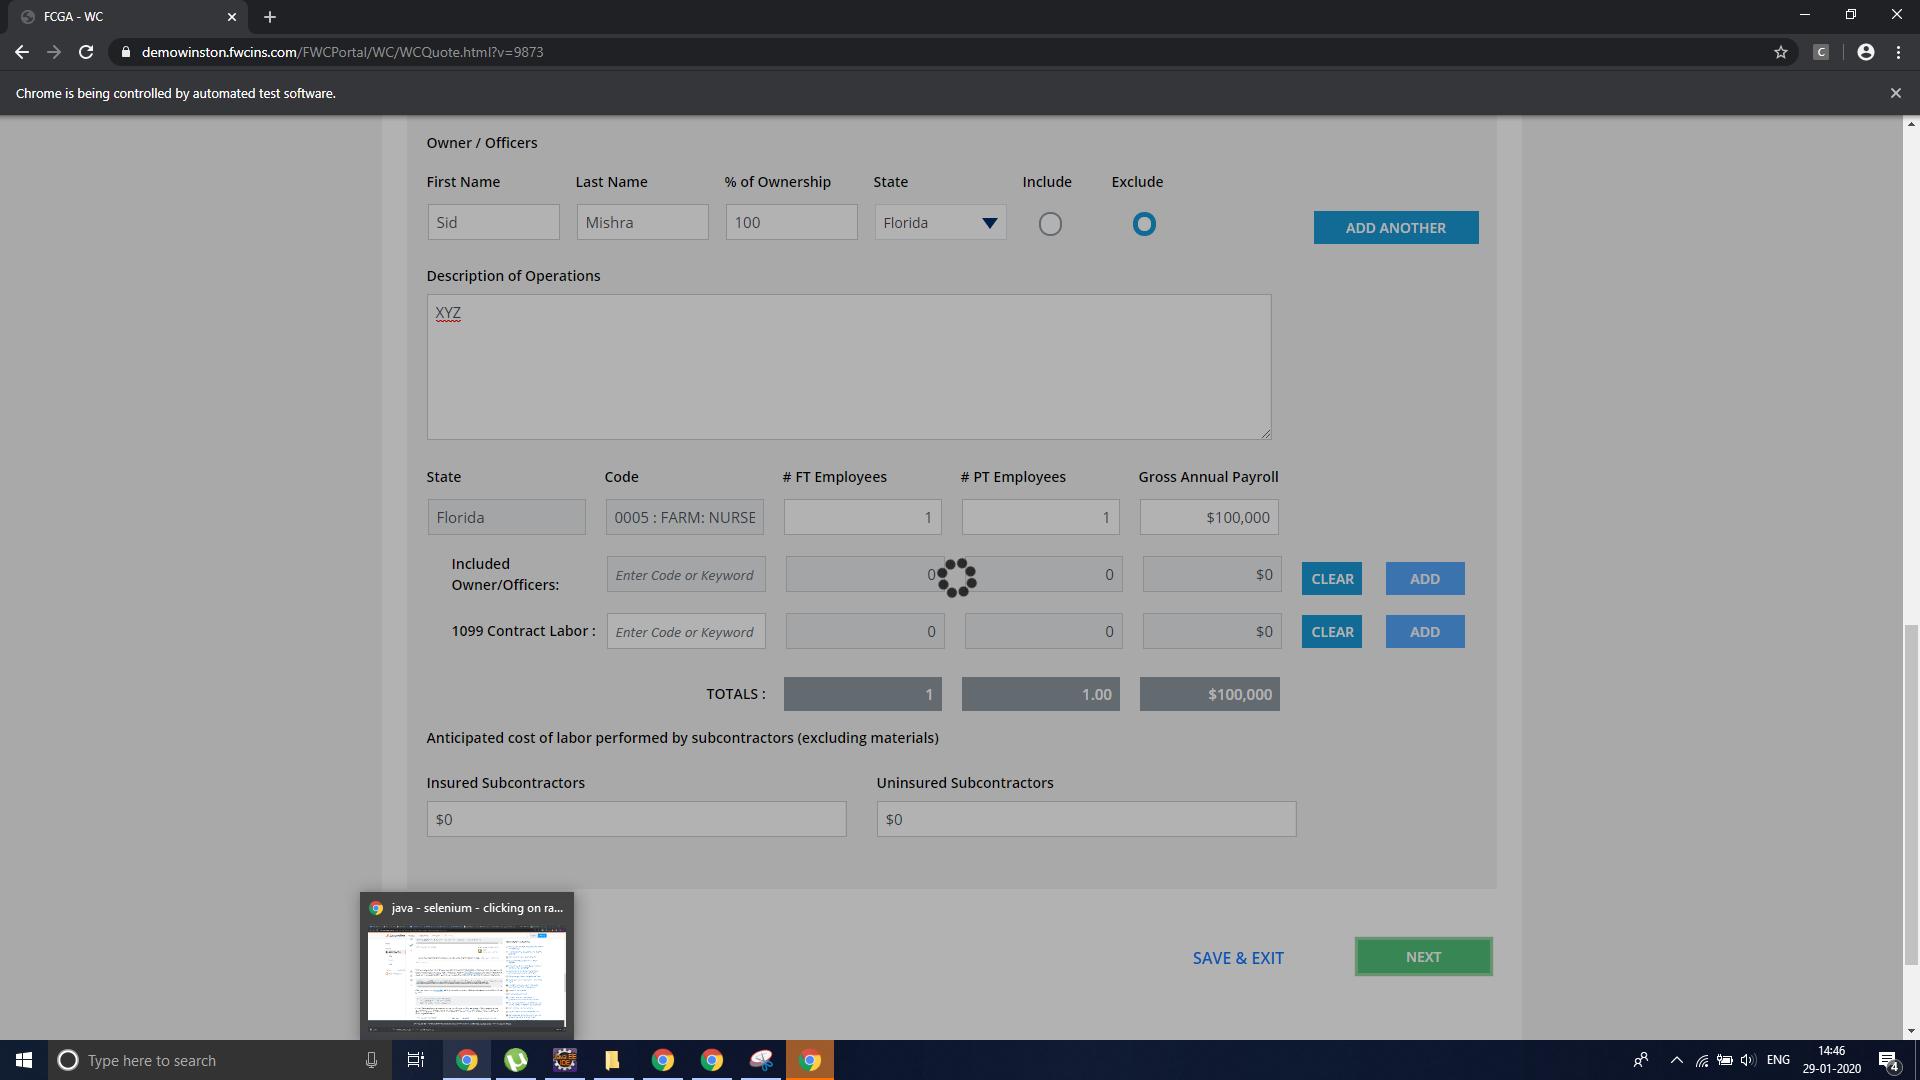 FCGA - WC
demowinston.fwcins.com/FWCPortal/WC/WCQuote.html?v=9873
C
Chrome is being controlled by automated test software.
Owner / Officers
First Name Last Name % of Ownership State Include Exclude
Sid Mishra 100 Florida
ADD ANOTHER
Description of Operations
XYZ
State Code # FT Employees # PT Employees Gross Annual Payroll
Florida 0005 : FARM: NURSE 1 1 $100,000
Included
Owner/Officers:
Enter Code or Keyword 0 0 $0 CLEAR ADD
1099 Contract Labor : Enter Code or Keyword 0 0 $0 CLEAR ADD
TOTALS : 1 1.00 $100,000
Anticipated cost of labor performed by subcontractors (excluding materials)
Insured Subcontractors Uninsured Subcontractors
$0 $0
java - selenium - clicking on ra...
SAVE & EXIT NEXT
Type here to search
ENG
14:46
29-01-2020
4